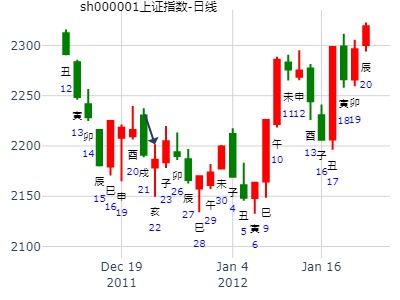 sh000001上证指数-日线
2300
2250
2200
2150
2100
丑
12
寅
13
卯
14
辰
15
巳
16
申
19
酉
20
戌
21
亥
22
子
23
卯
26
辰
27
巳
28
午
29
未
30
子
4
丑
5
寅
6
巳
9
午
10
未
11
申
12
酉
13
子
16
丑
17
寅
18
卯
19
辰
20
Dec 19
2011
Jan 4
2012
Jan 16